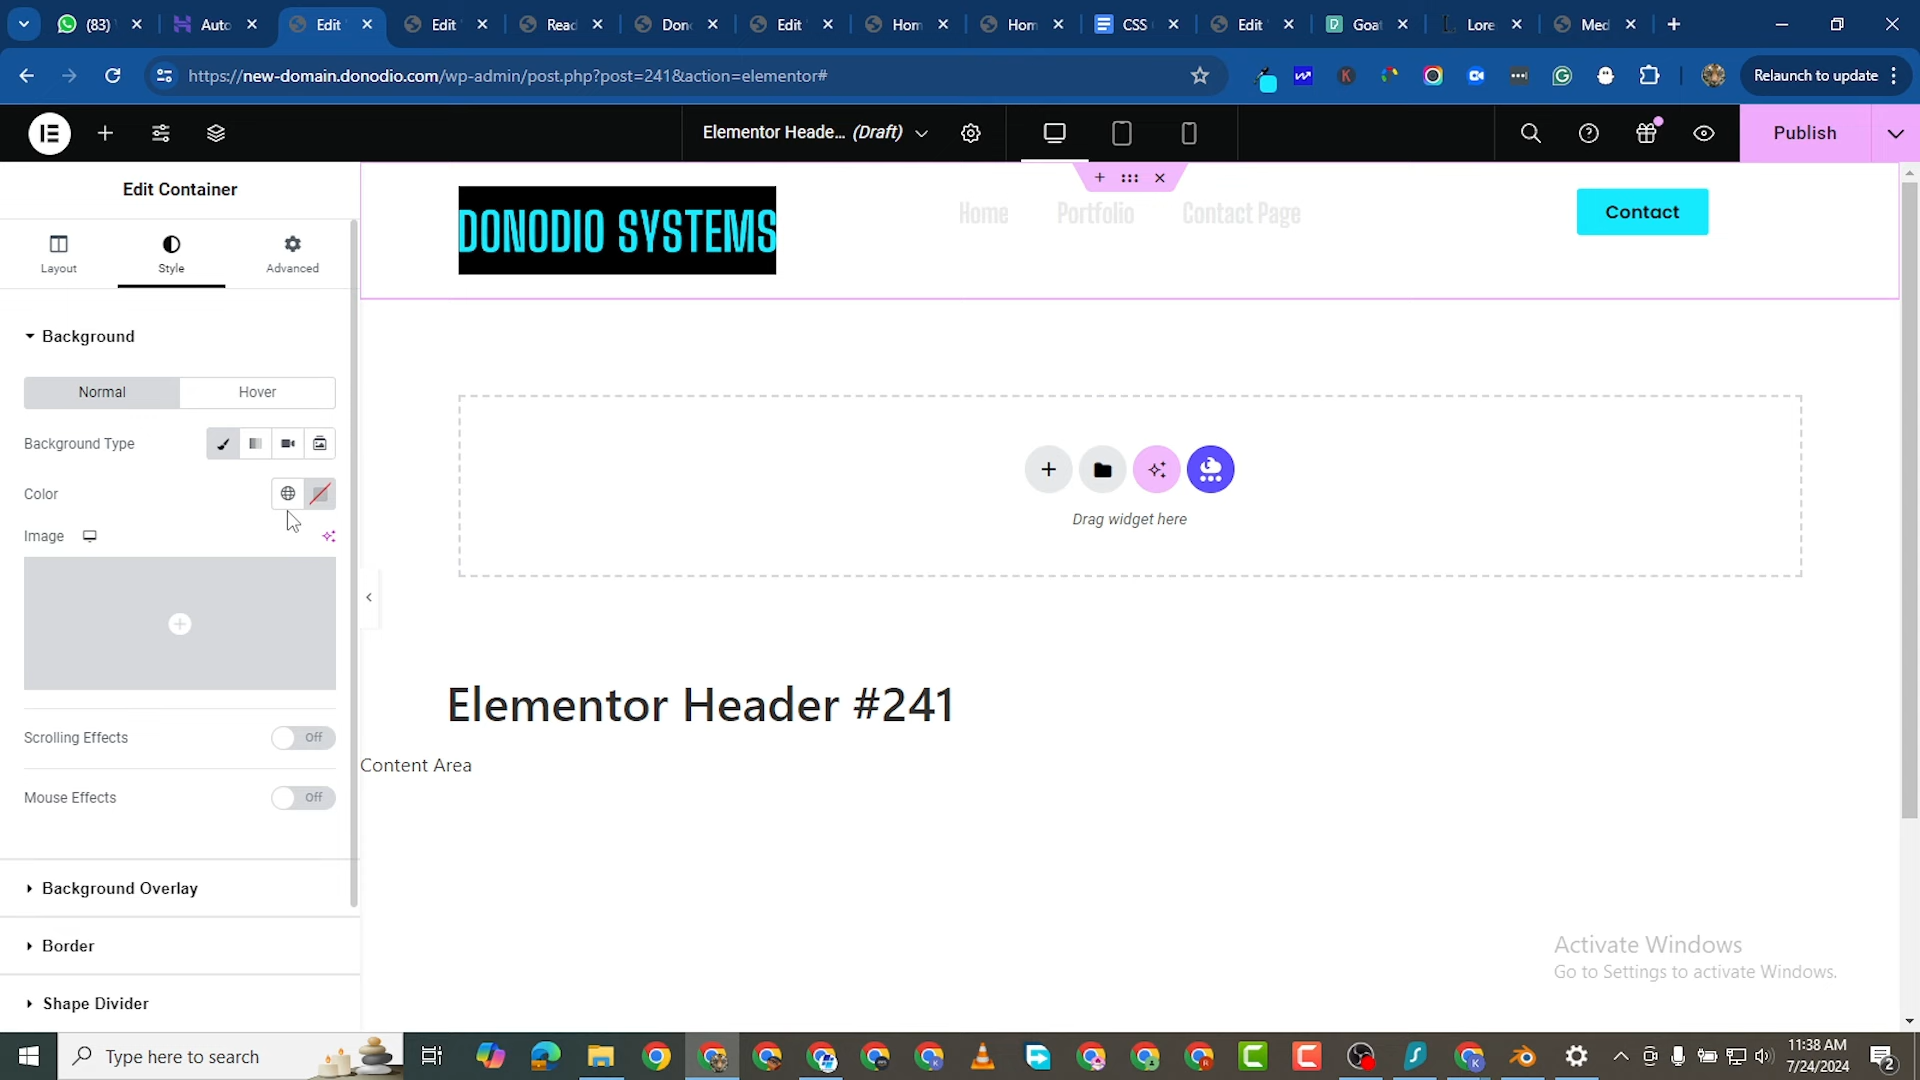 (83)
Auto
Edit
Edit
Read
Don
Edit
Hom
Hom
CSS
Edit
Goat
Lore
Med
https://new-domain.donodio.com/wp-admin/post.php?post=241&action=elementor#
Relaunch to update
Elementor Heade... (Draft)
Publish
Edit Container
Layout
Style
Advanced
DONODIO SYSTEMS
Home
Portfolio
Contact Page
Contact
Background
Normal
Hover
Background Type
Color
Image
Drag widget here
Scrolling Effects
Off
Mouse Effects
Off
Elementor Header #241
Content Area
Background Overlay
Border
Shape Divider
Activate Windows
Go to Settings to activate Windows.
Type here to search
11:38 AM
7/24/2024
2